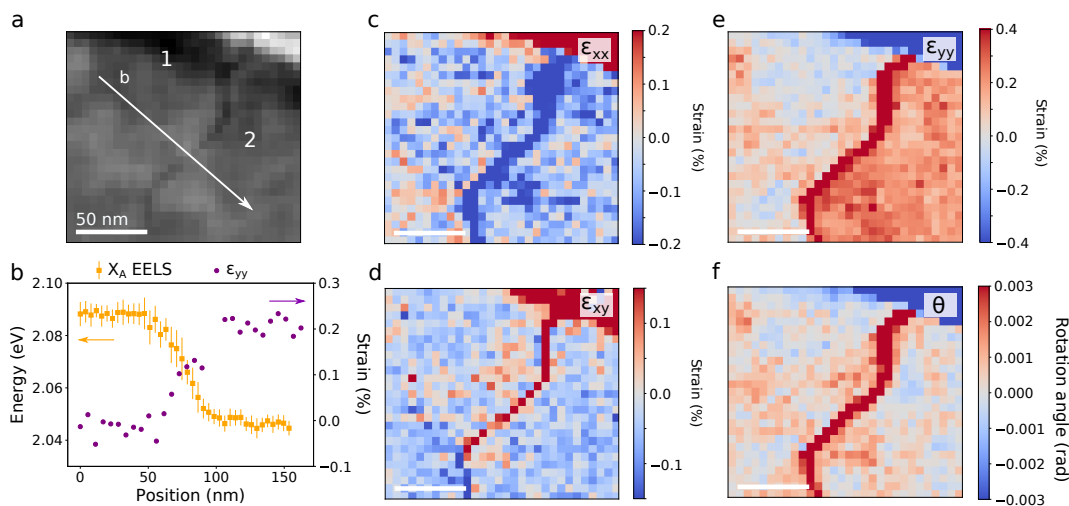 a
1
b
2
50 nm
b
X_A EELS
ε_yy
2.10
2.08
2.06
2.04
Energy (eV)
0
50
100
150
Position (nm)
0.3
0.2
0.1
0.0
−0.1
Strain (%)
c
ε_xx
0.2
0.1
0.0
−0.1
−0.2
Strain (%)
d
ε_xy
0.1
0.0
−0.1
Strain (%)
e
ε_yy
0.4
0.2
0.0
−0.2
−0.4
Strain (%)
f
θ
0.003
0.002
0.001
0.000
−0.001
−0.002
−0.003
Rotation angle (rad)